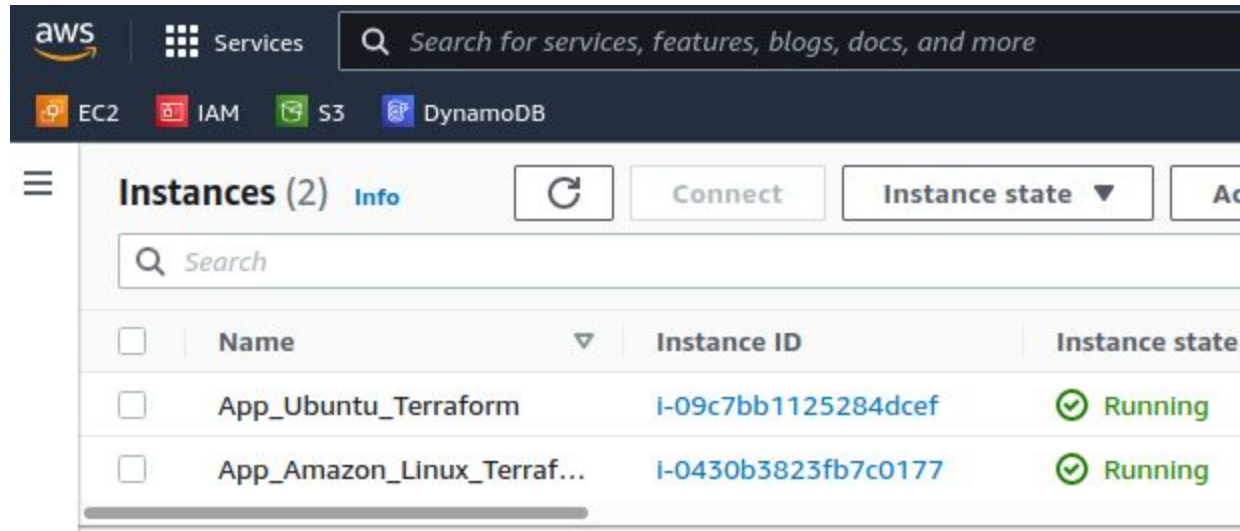 aws Services Search for services, features, blogs, docs, and more
EC2 IAM S3 DynamoDB
Instances (2) Info Connect Instance state Ac
Search
Name Instance ID Instance state
App_Ubuntu_Terraform i-09c7bb1125284dcef Running
App_Amazon_Linux_Terraf... i-0430b3823fb7c0177 Running